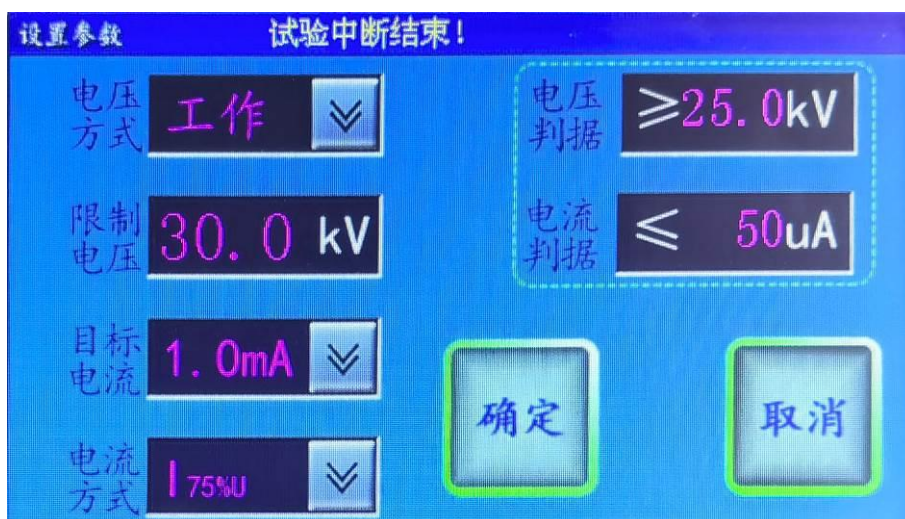 设置参数 试验中断结束!
电压
方式 工作
电压
判据 ≥25.0kV
限制
电压 30.0 kV
电流
判据 ≤ 50uA
目标
电流 1.0mA
确定
取消
电流
方式 I75%U